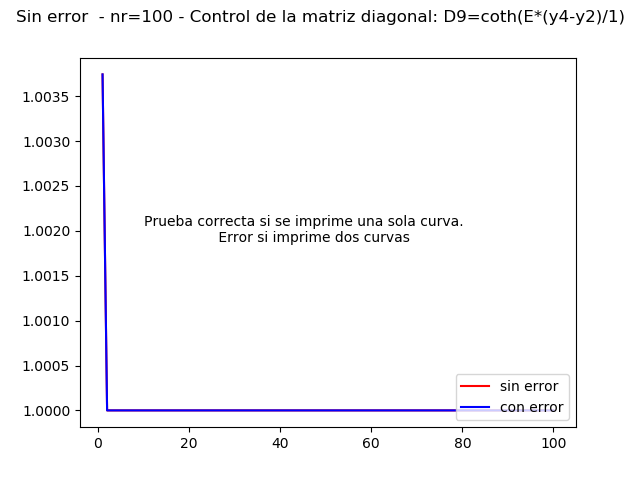 Sin error  - nr=100 - Control de la matriz diagonal: D9=coth(E*(y4-y2)/1)
1.0035
1.0030
1.0025
1.0020
1.0015
1.0010
1.0005
1.0000
Prueba correcta si se imprime una sola curva.
Error si imprime dos curvas
sin error
con error
0 20 40 60 80 100